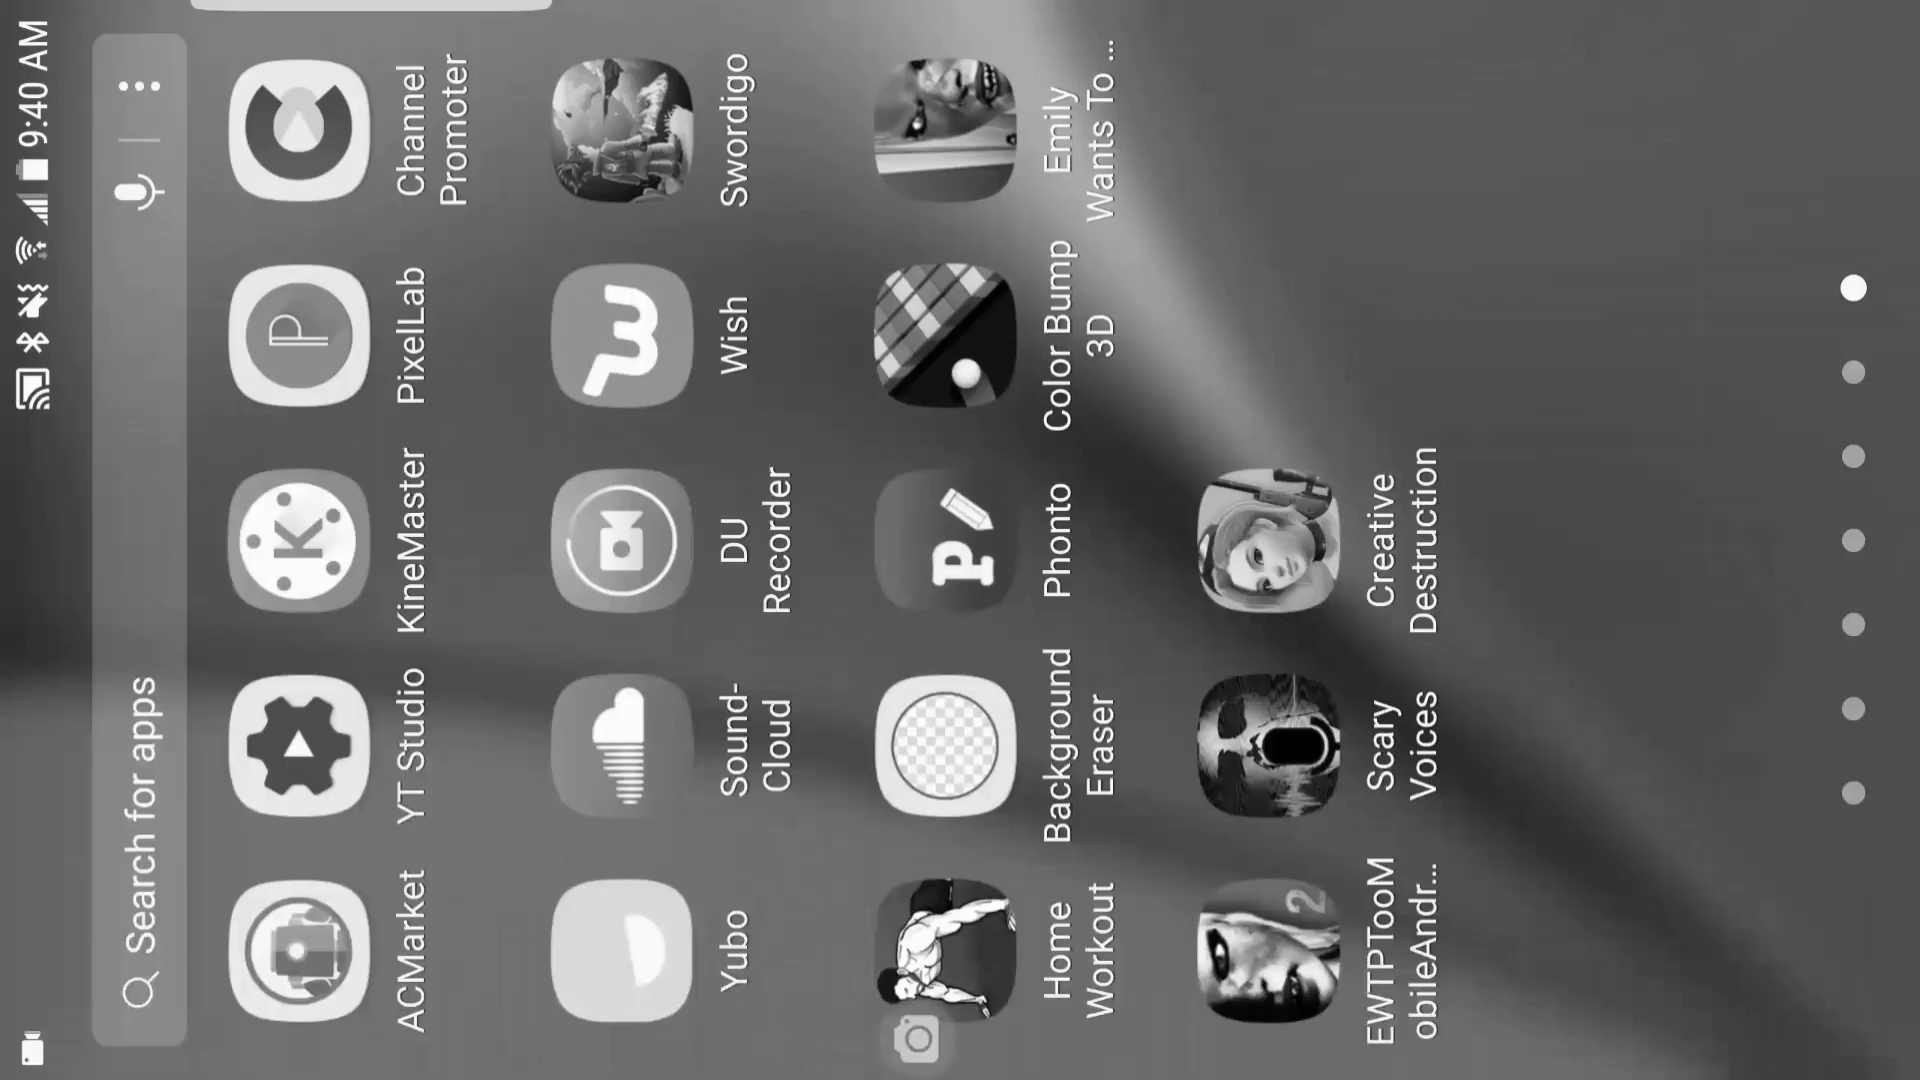 9:40 AM
Search for apps
ACMarket
YT Studio
KineMaster
PixelLab
Channel
Promoter
Yubo
Sound-
Cloud
DU
Recorder
Wish
Swordigo
Home
Workout
Background
Eraser
Phonto
Color Bump
3D
Emily
Wants To ...
2
EWTPTooM
obileAndr...
Scary
Voices
Creative
Destruction